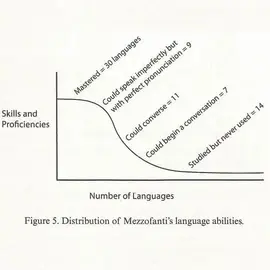 Mastered = 30 languages
Could speak imperfectly but
with perfect pronunciation = 9
Could converse = 11
Could begin a conversation = 7
Studied but never used = 14
Skills and
Proficiencies
Number of Languages
Figure 5. Distribution of Mezzofanti's language abilities.